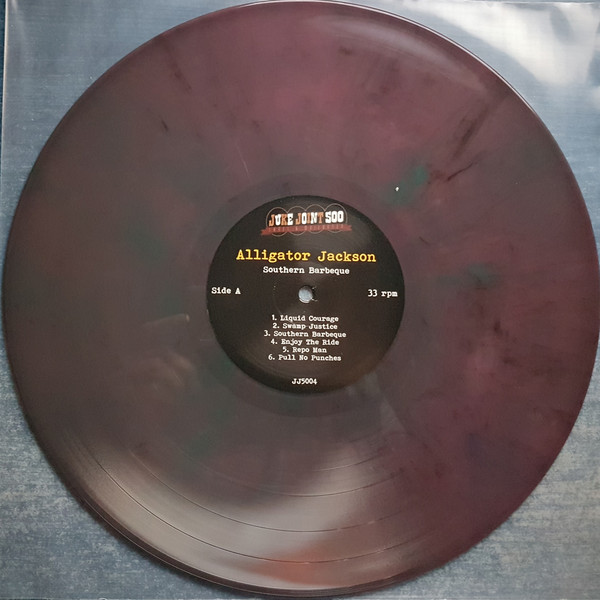 JUKE JOINT 500
Alligator Jackson
Southern Barbeque
Side A
33 rpm
1. Liquid Courage
2. Swamp Justice
3. Southern Barbeque
4. Enjoy The Ride
5. Repo Man
6. Pull No Punches
JJ5004